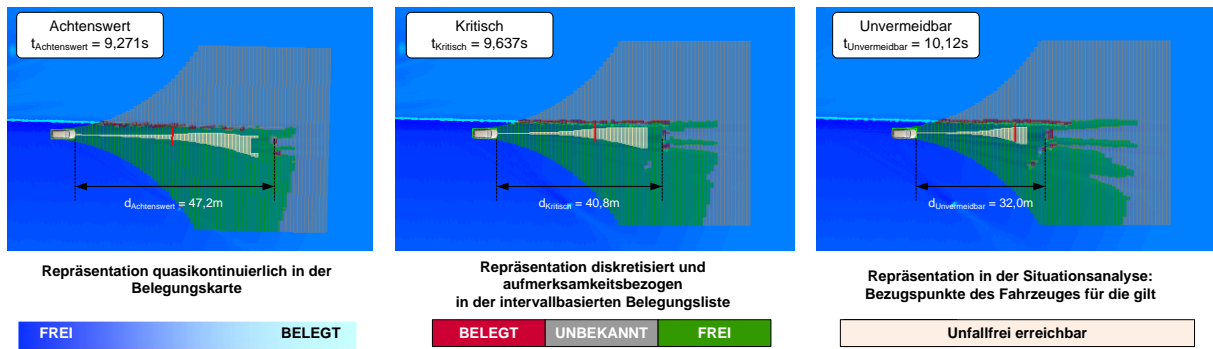 Achtenswert
tAchtenswert = 9,271s
dAchtenswert = 47,2m
Kritisch
tKritisch = 9,637s
dKritisch = 40,8m
Unvermeidbar
tUnvermeidbar = 10,12s
dUnvermeidbar = 32,0m
Repräsentation quasikontinuierlich in der
Belegungskarte
Repräsentation diskretisiert und
aufmerksamkeitsbezogen
in der intervallbasierten Belegungsliste
Repräsentation in der Situationsanalyse:
Bezugspunkte des Fahrzeuges für die gilt
FREI BELEGT
BELEGT UNBEKANNT FREI
Unfallfrei erreichbar